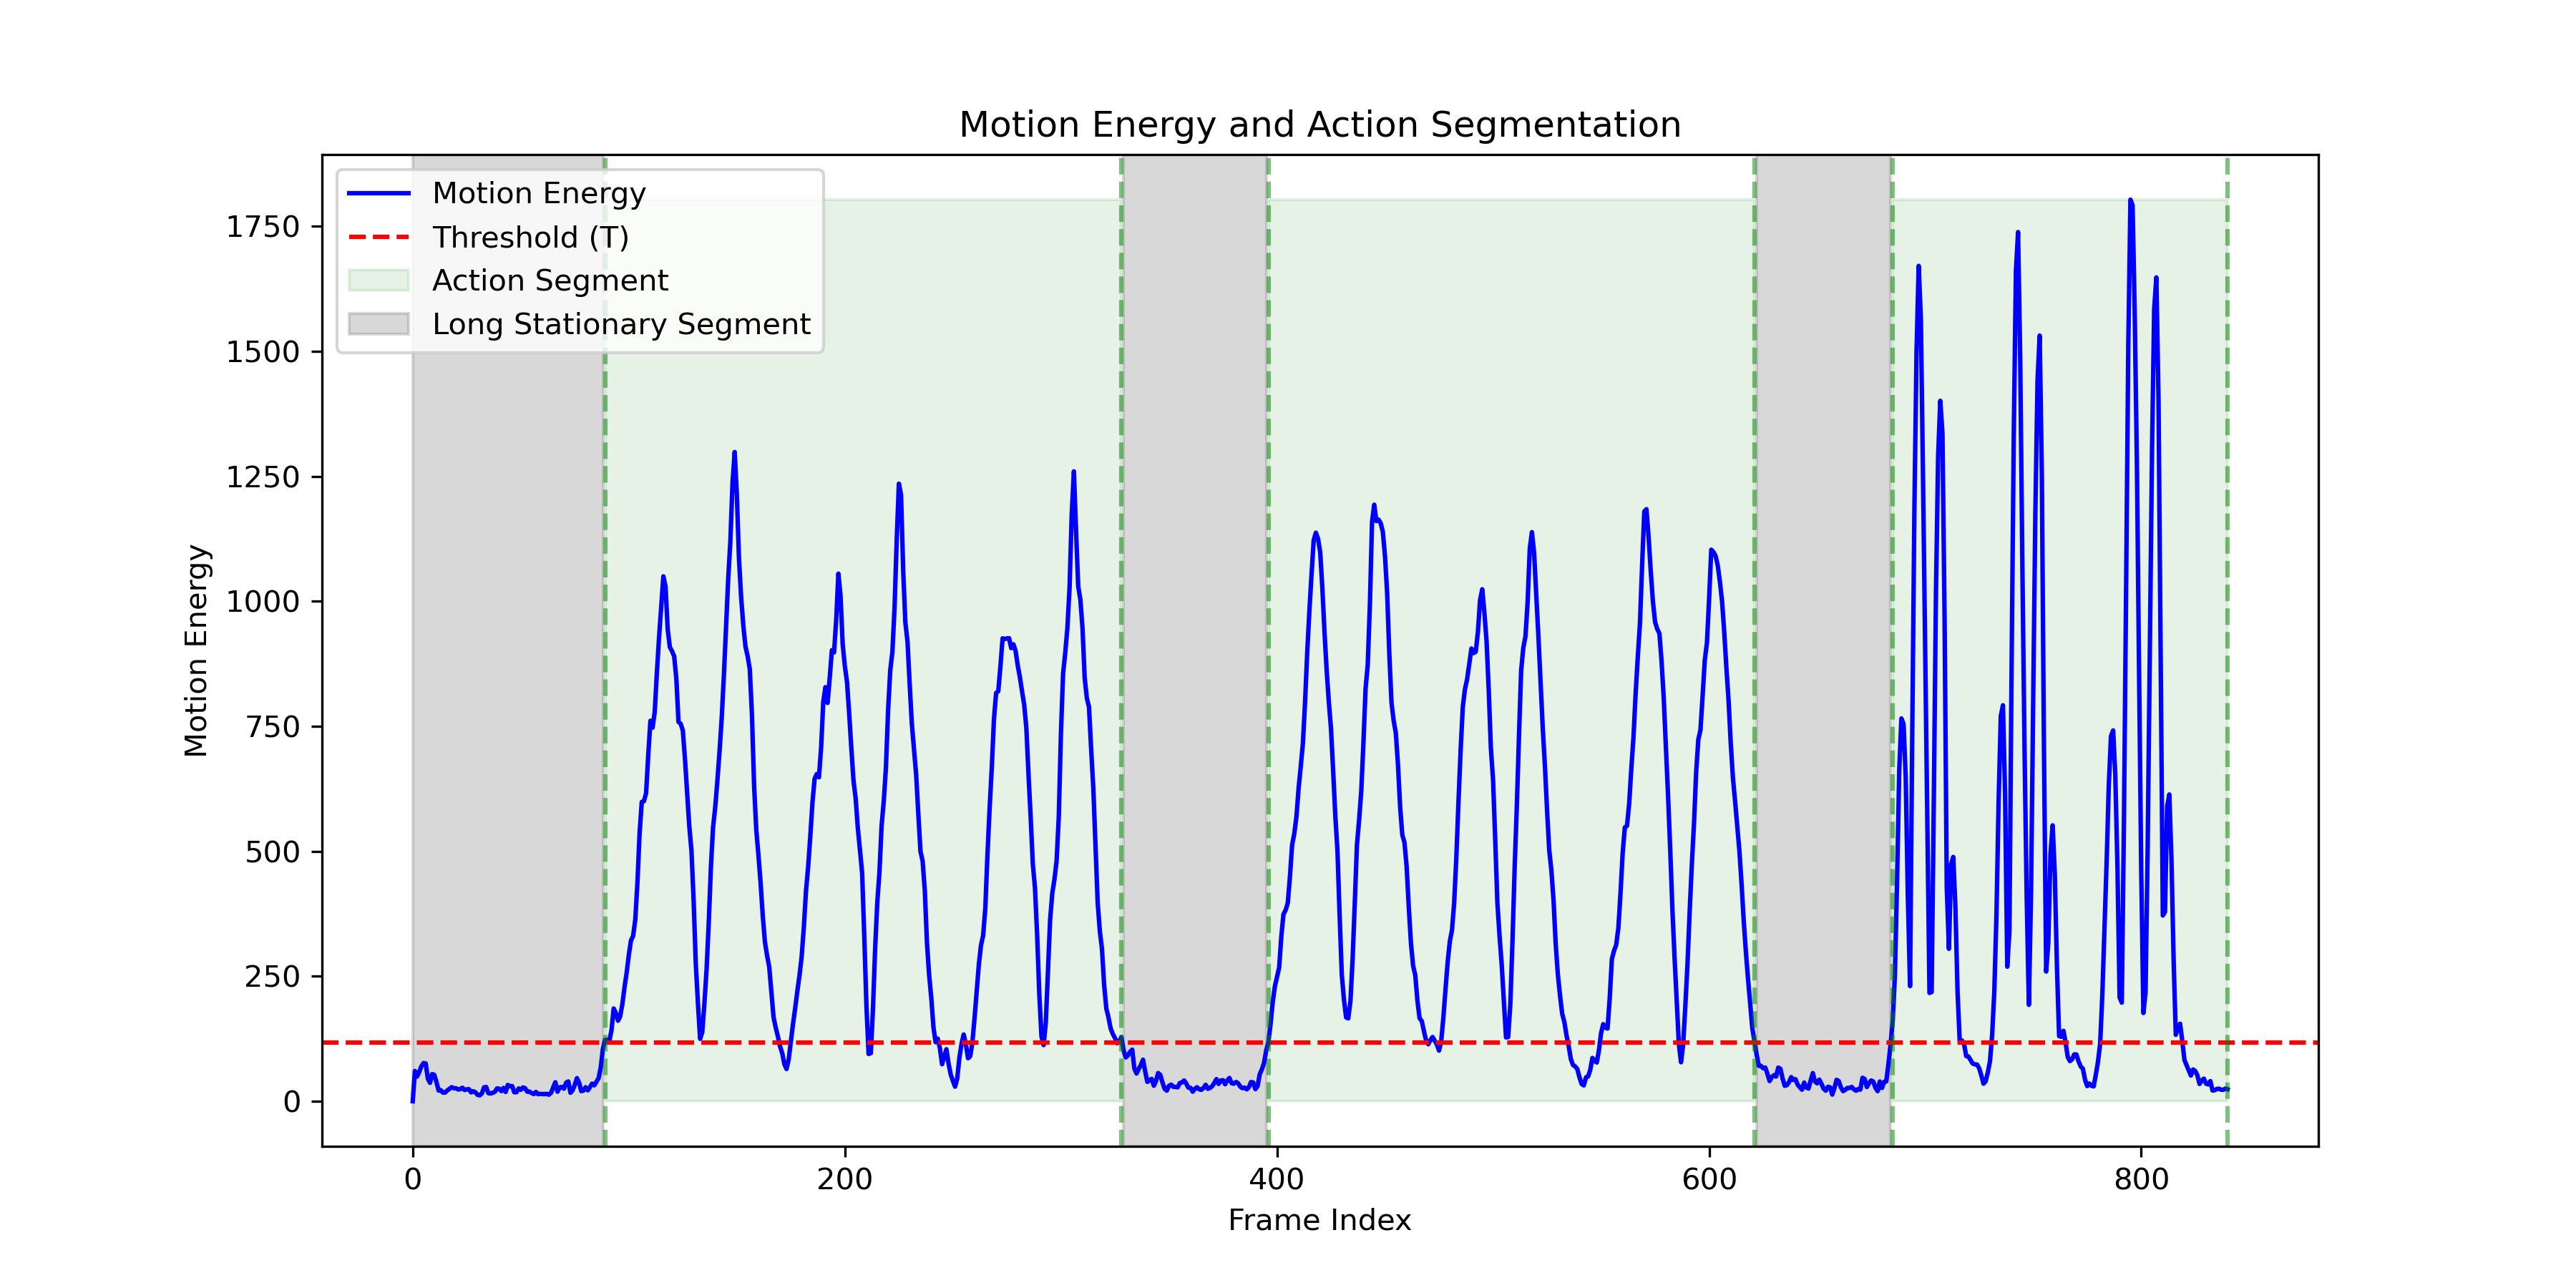 Motion Energy and Action Segmentation
Motion Energy
Threshold (T)
Action Segment
Long Stationary Segment
1750
1500
1250
1000
750
500
250
0
Motion Energy
0 200 400 600 800
Frame Index